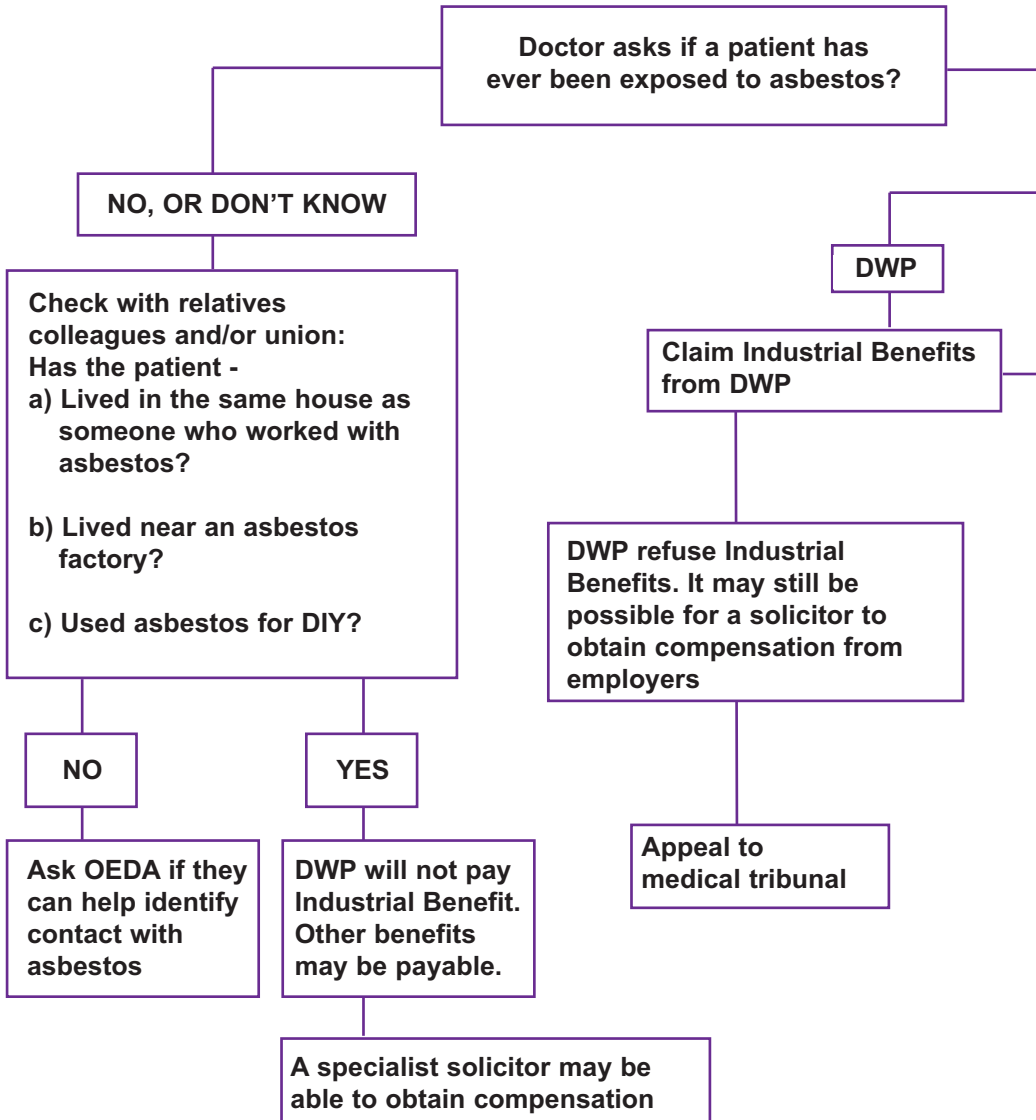 Doctor asks if a patient has
ever been exposed to asbestos?
NO, OR DON’T KNOW
Check with relatives
colleagues and/or union:
Has the patient -
a) Lived in the same house as
someone who worked with
asbestos?
b) Lived near an asbestos
factory?
c) Used asbestos for DIY?
NO
YES
Ask OEDA if they
can help identify
contact with
asbestos
DWP will not pay
Industrial Benefit.
Other benefits
may be payable.
A specialist solicitor may be
able to obtain compensation
DWP
Claim Industrial Benefits
from DWP
DWP refuse Industrial
Benefits. It may still be
possible for a solicitor to
obtain compensation from
employers
Appeal to
medical tribunal